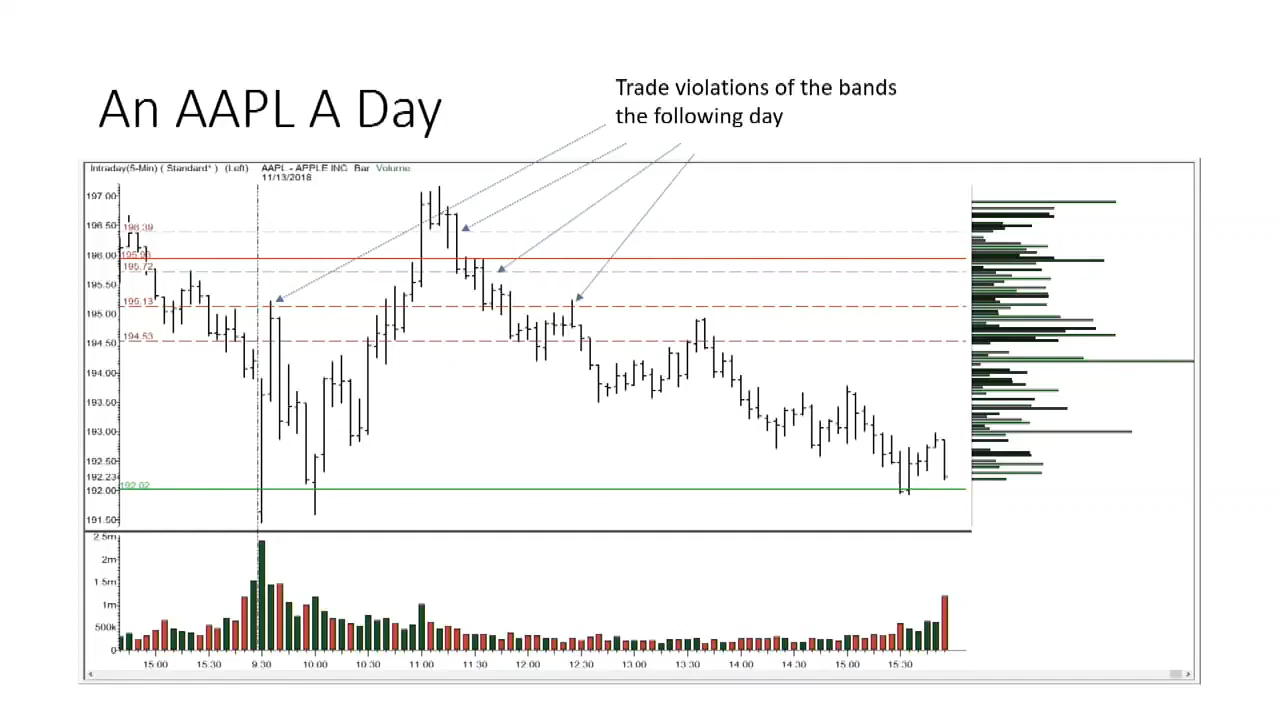 An AAPL A Day
Trade violations of the bands
the following day
Intraday(5-Min) ( Standard* ) (Left) AAPL - APPLE INC Bar Volume
11/13/2018
197.00
196.50
196.39
196.00
195.93
195.72
195.50
195.13
195.00
194.53
194.50
194.00
193.50
193.00
192.50
192.23
192.02
192.00
191.50
2.5m
2m
1.5m
1m
500k
0
15:00 15:30 9:30 10:00 10:30 11:00 11:30 12:00 12:30 13:00 13:30 14:00 14:30 15:00 15:30